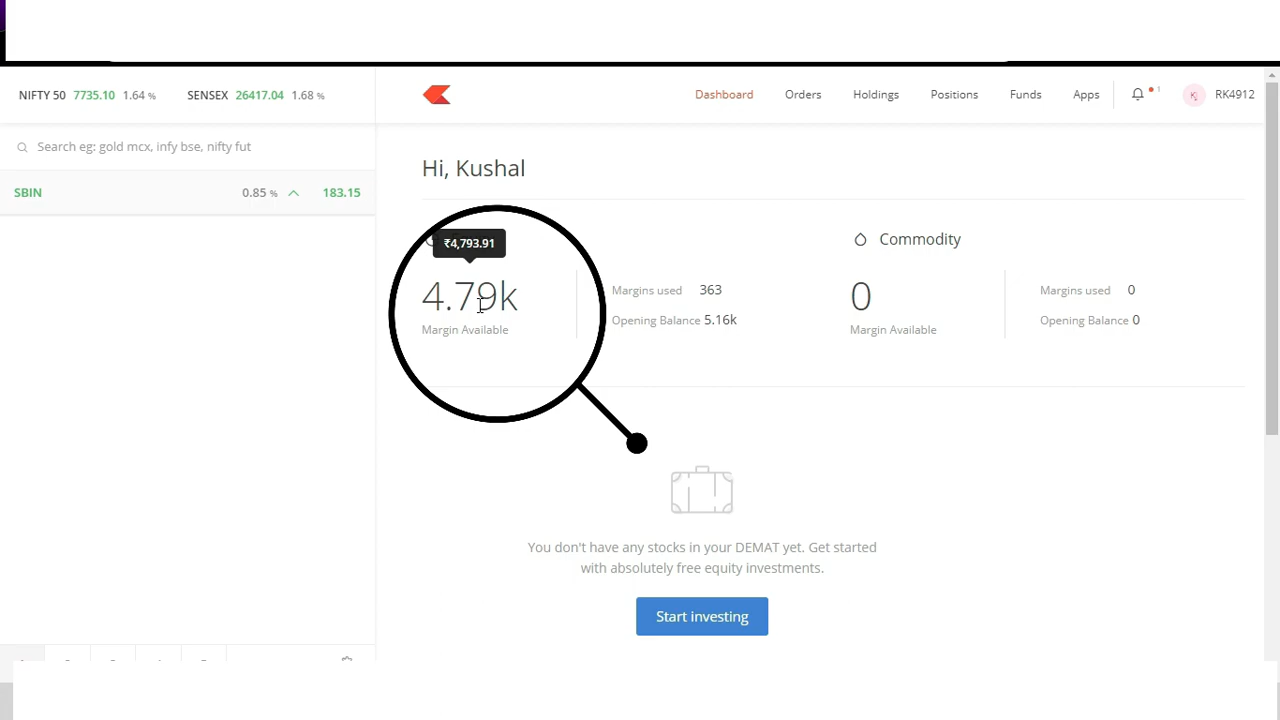 NIFTY 50 7735.10 1.64 % SENSEX 26417.04 1.68 %
Dashboard Orders Holdings Positions Funds Apps 1 K RK4912
Search eg: gold mcx, infy bse, nifty fut
SBIN 0.85 % 183.15
Hi, Kushal
₹4,793.91
4.79k
Margin Available
Margins used 363
Opening Balance 5.16k
Commodity
0
Margin Available
Margins used 0
Opening Balance 0
You don't have any stocks in your DEMAT yet. Get started
with absolutely free equity investments.
Start investing